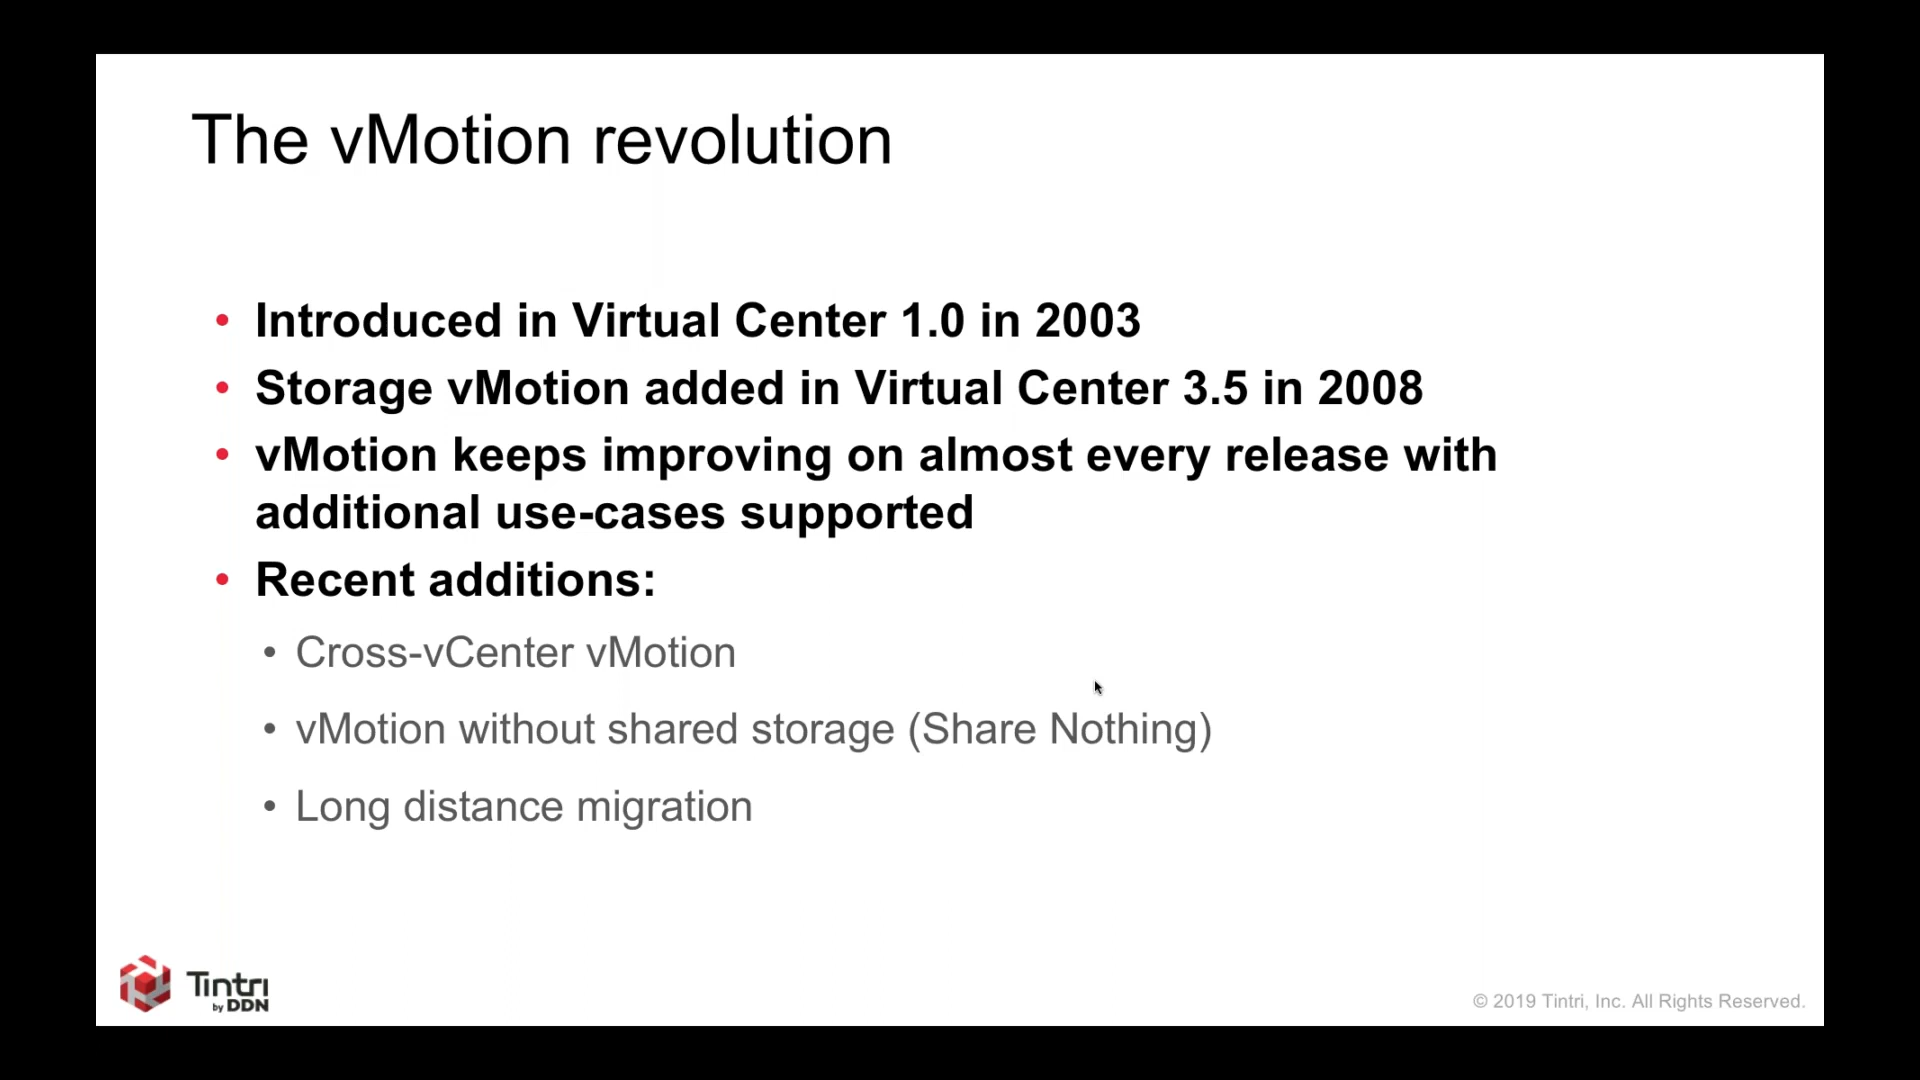 The vMotion revolution
• Introduced in Virtual Center 1.0 in 2003
• Storage vMotion added in Virtual Center 3.5 in 2008
• vMotion keeps improving on almost every release with
additional use-cases supported
• Recent additions:
• Cross-vCenter vMotion
• vMotion without shared storage (Share Nothing)
• Long distance migration
Tintri
by DDN
© 2019 Tintri, Inc. All Rights Reserved.